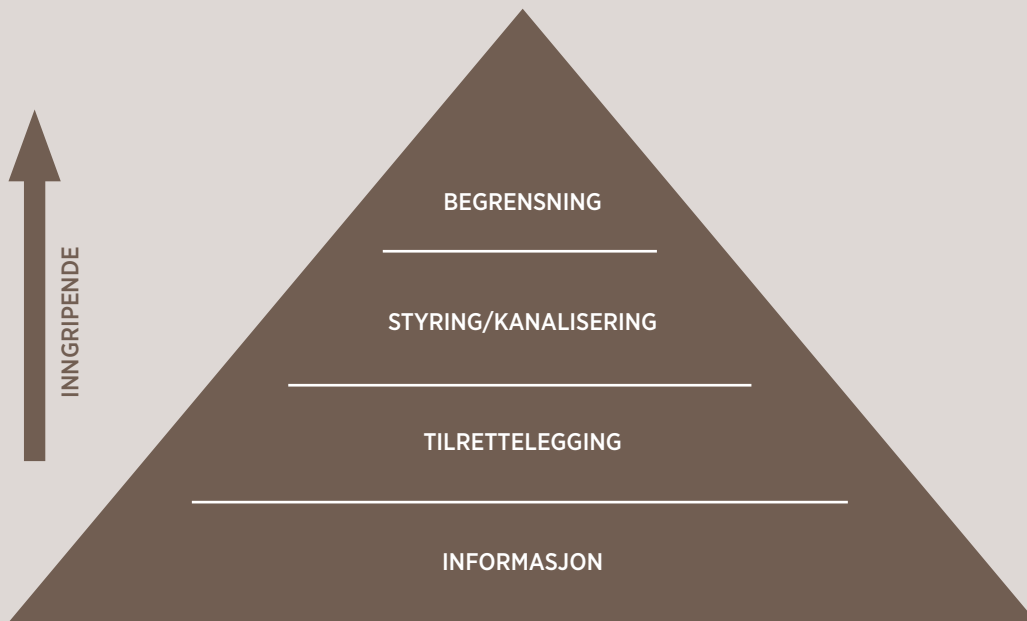 BEGRENSNING
STYRING/KANALISERING
INNGRIPENDE
TILRETTELEGGING
INFORMASJON